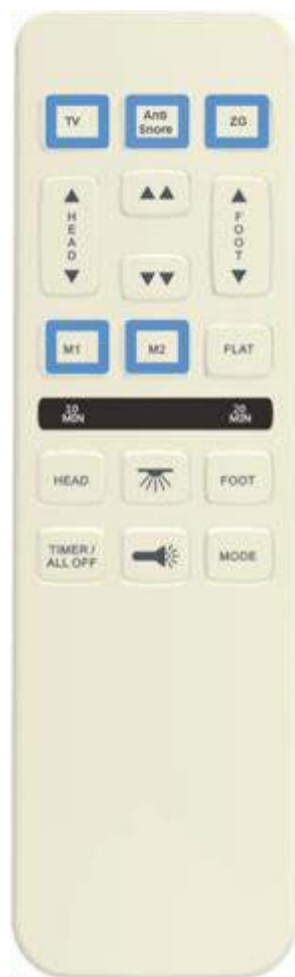 TV
Anti
Snore
ZG
HEAD
FOOT
M1
M2
FLAT
10
MIN
20
MIN
HEAD
FOOT
TIMER /
ALL OFF
MODE